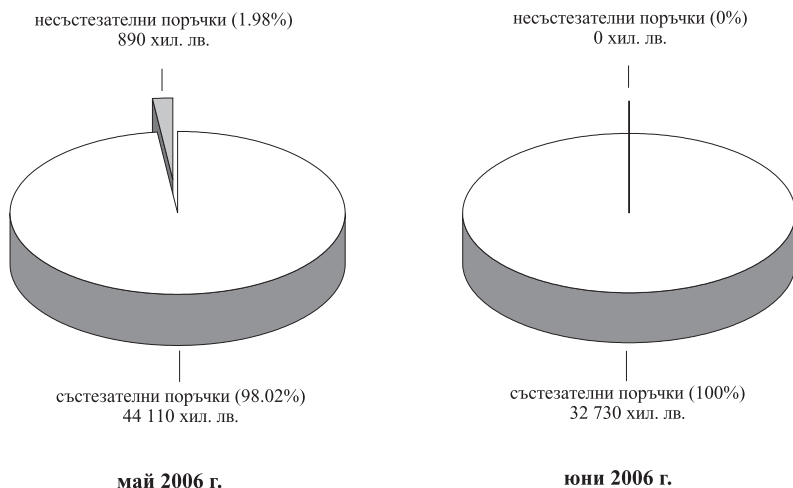 несъстезателни поръчки (1.98%)
890 хил. лв.
състезателни поръчки (98.02%)
44 110 хил. лв.
май 2006 г.
несъстезателни поръчки (0%)
0 хил. лв.
състезателни поръчки (100%)
32 730 хил. лв.
юни 2006 г.